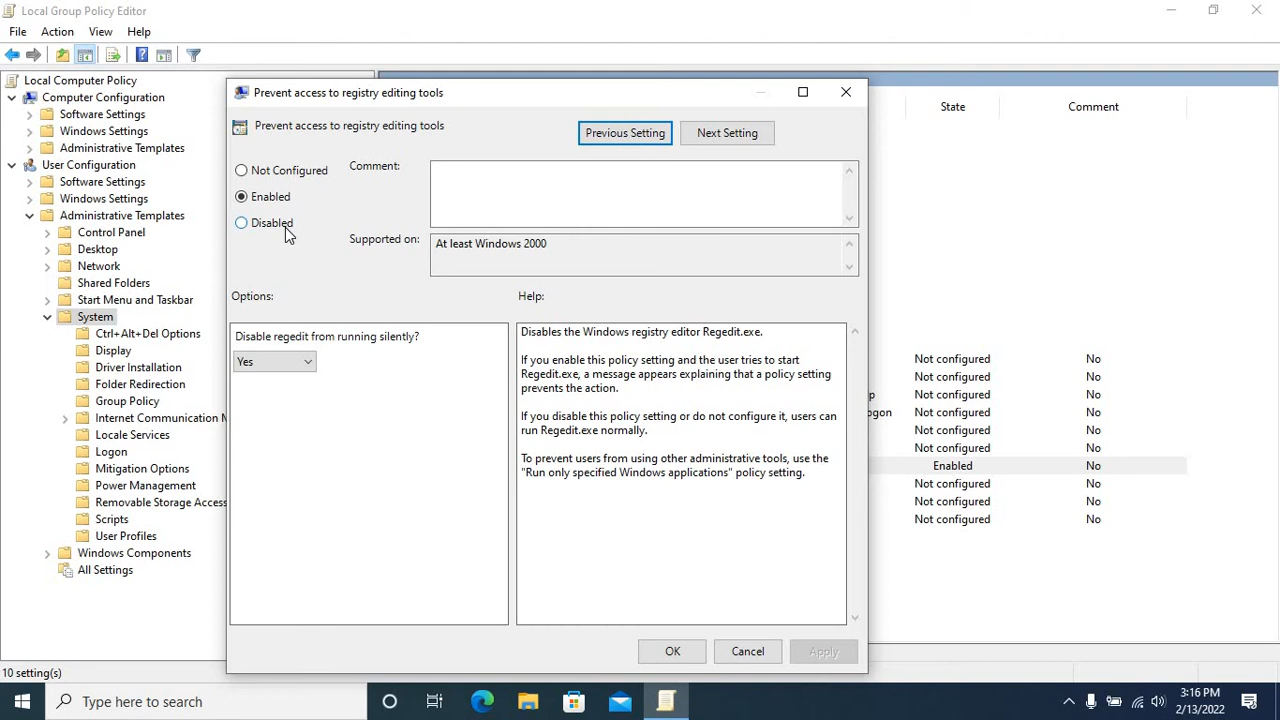 Local Group Policy Editor
File Action View Help
Local Computer Policy
Computer Configuration
Software Settings
Windows Settings
Administrative Templates
User Configuration
Software Settings
Windows Settings
Administrative Templates
Control Panel
Desktop
Network
Shared Folders
Start Menu and Taskbar
System
Ctrl+Alt+Del Options
Display
Driver Installation
Folder Redirection
Group Policy
Internet Communication M
Locale Services
Logon
Mitigation Options
Power Management
Removable Storage Access
Scripts
User Profiles
Windows Components
All Settings
Prevent access to registry editing tools
Prevent access to registry editing tools
Previous Setting Next Setting
Not Configured
Enabled
Disabled
Comment:
Supported on:
At least Windows 2000
Options:
Help:
Disable regedit from running silently?
Yes
Disables the Windows registry editor Regedit.exe.
If you enable this policy setting and the user tries to start
Regedit.exe, a message appears explaining that a policy setting
prevents the action.
If you disable this policy setting or do not configure it, users can
run Regedit.exe normally.
To prevent users from using other administrative tools, use the
"Run only specified Windows applications" policy setting.
OK Cancel Apply
State Comment
Not configured No
Not configured No
p Not configured No
ogon Not configured No
Not configured No
Not configured No
Enabled No
Not configured No
Not configured No
Not configured No
10 setting(s)
Type here to search
3:16 PM
2/13/2022